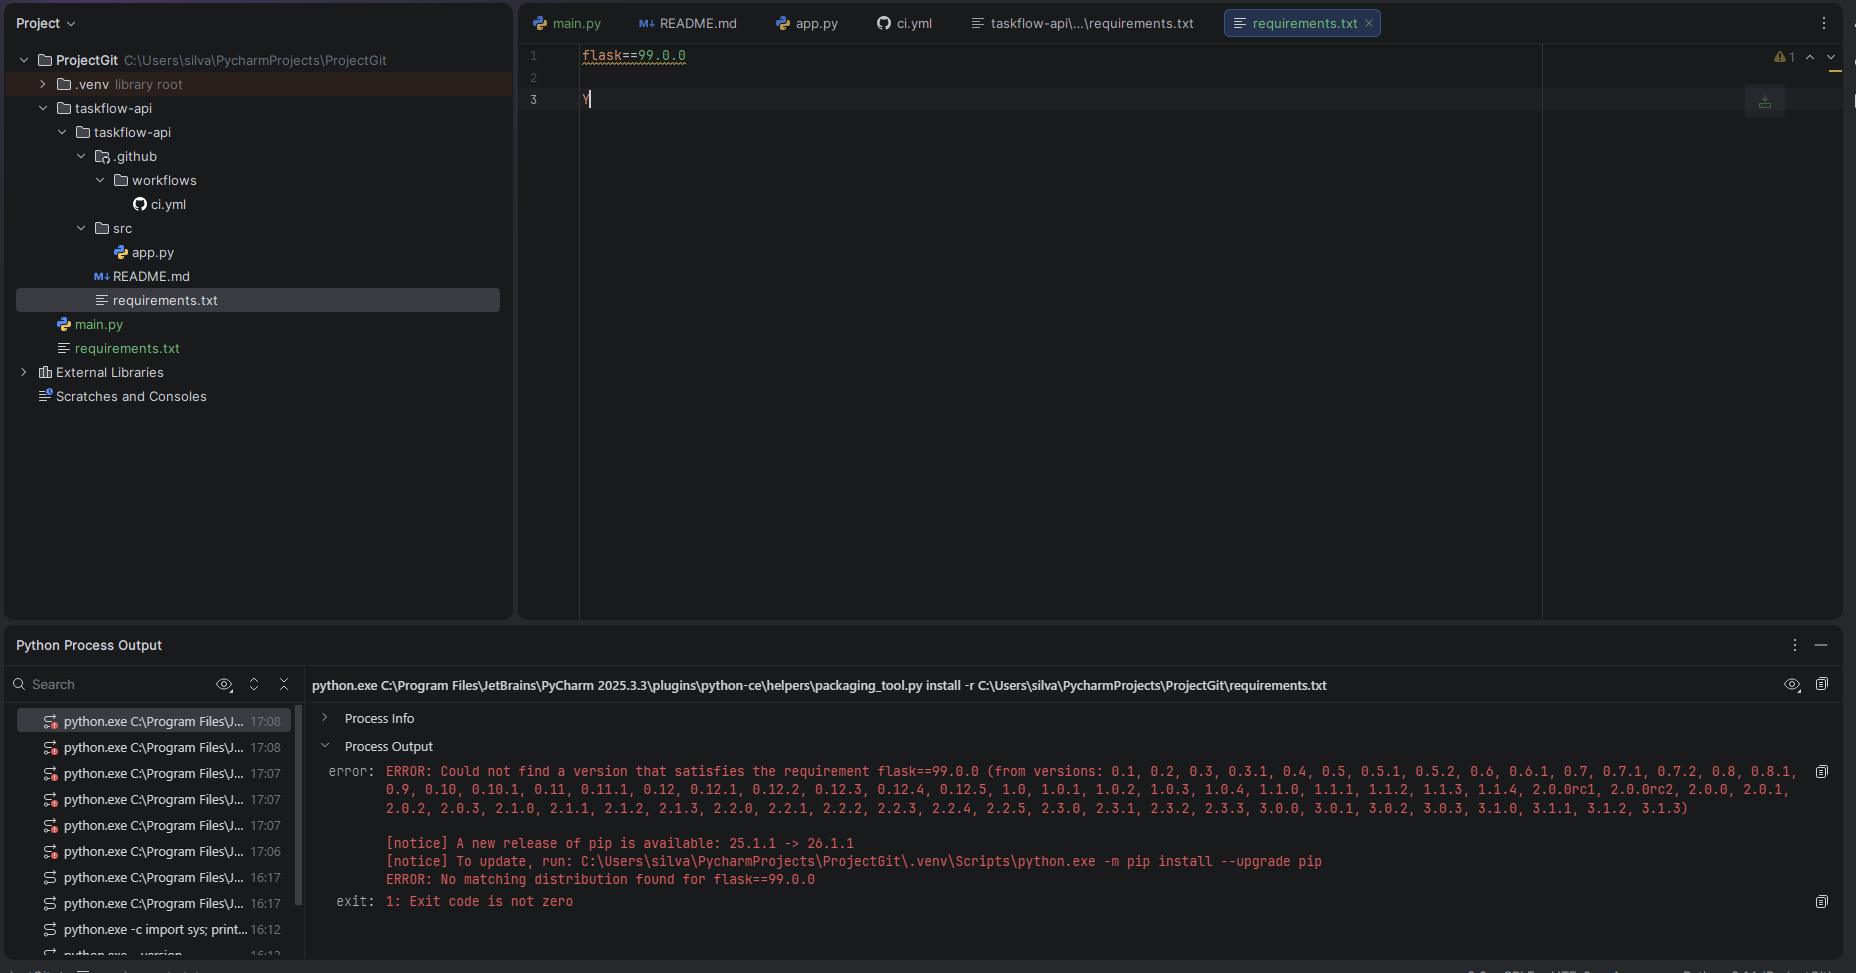 Project
ProjectGit C:\Users\silva\PycharmProjects\ProjectGit
.venv library root
taskflow-api
taskflow-api
.github
workflows
ci.yml
src
app.py
M↓ README.md
requirements.txt
main.py
requirements.txt
External Libraries
Scratches and Consoles
main.py M↓ README.md app.py ci.yml taskflow-api\...\requirements.txt requirements.txt
1 flask==99.0.0
2
3 Y
1
Python Process Output
Search
python.exe C:\Program Files\J... 17:08
python.exe C:\Program Files\J... 17:08
python.exe C:\Program Files\J... 17:07
python.exe C:\Program Files\J... 17:07
python.exe C:\Program Files\J... 17:07
python.exe C:\Program Files\J... 17:06
python.exe C:\Program Files\J... 16:17
python.exe C:\Program Files\J... 16:17
python.exe -c import sys; print... 16:12
python.exe C:\Program Files\JetBrains\PyCharm 2025.3.3\plugins\python-ce\helpers\packaging_tool.py install -r C:\Users\silva\PycharmProjects\ProjectGit\requirements.txt
Process Info
Process Output
error: ERROR: Could not find a version that satisfies the requirement flask==99.0.0 (from versions: 0.1, 0.2, 0.3, 0.3.1, 0.4, 0.5, 0.5.1, 0.5.2, 0.6, 0.6.1, 0.7, 0.7.1, 0.7.2, 0.8, 0.8.1,
0.9, 0.10, 0.10.1, 0.11, 0.11.1, 0.12, 0.12.1, 0.12.2, 0.12.3, 0.12.4, 0.12.5, 1.0, 1.0.1, 1.0.2, 1.0.3, 1.0.4, 1.1.0, 1.1.1, 1.1.2, 1.1.3, 1.1.4, 2.0.0rc1, 2.0.0rc2, 2.0.0, 2.0.1,
2.0.2, 2.0.3, 2.1.0, 2.1.1, 2.1.2, 2.1.3, 2.2.0, 2.2.1, 2.2.2, 2.2.3, 2.2.4, 2.2.5, 2.3.0, 2.3.1, 2.3.2, 2.3.3, 3.0.0, 3.0.1, 3.0.2, 3.0.3, 3.1.0, 3.1.1, 3.1.2, 3.1.3)
[notice] A new release of pip is available: 25.1.1 -> 26.1.1
[notice] To update, run: C:\Users\silva\PycharmProjects\ProjectGit\.venv\Scripts\python.exe -m pip install --upgrade pip
ERROR: No matching distribution found for flask==99.0.0
exit: 1: Exit code is not zero